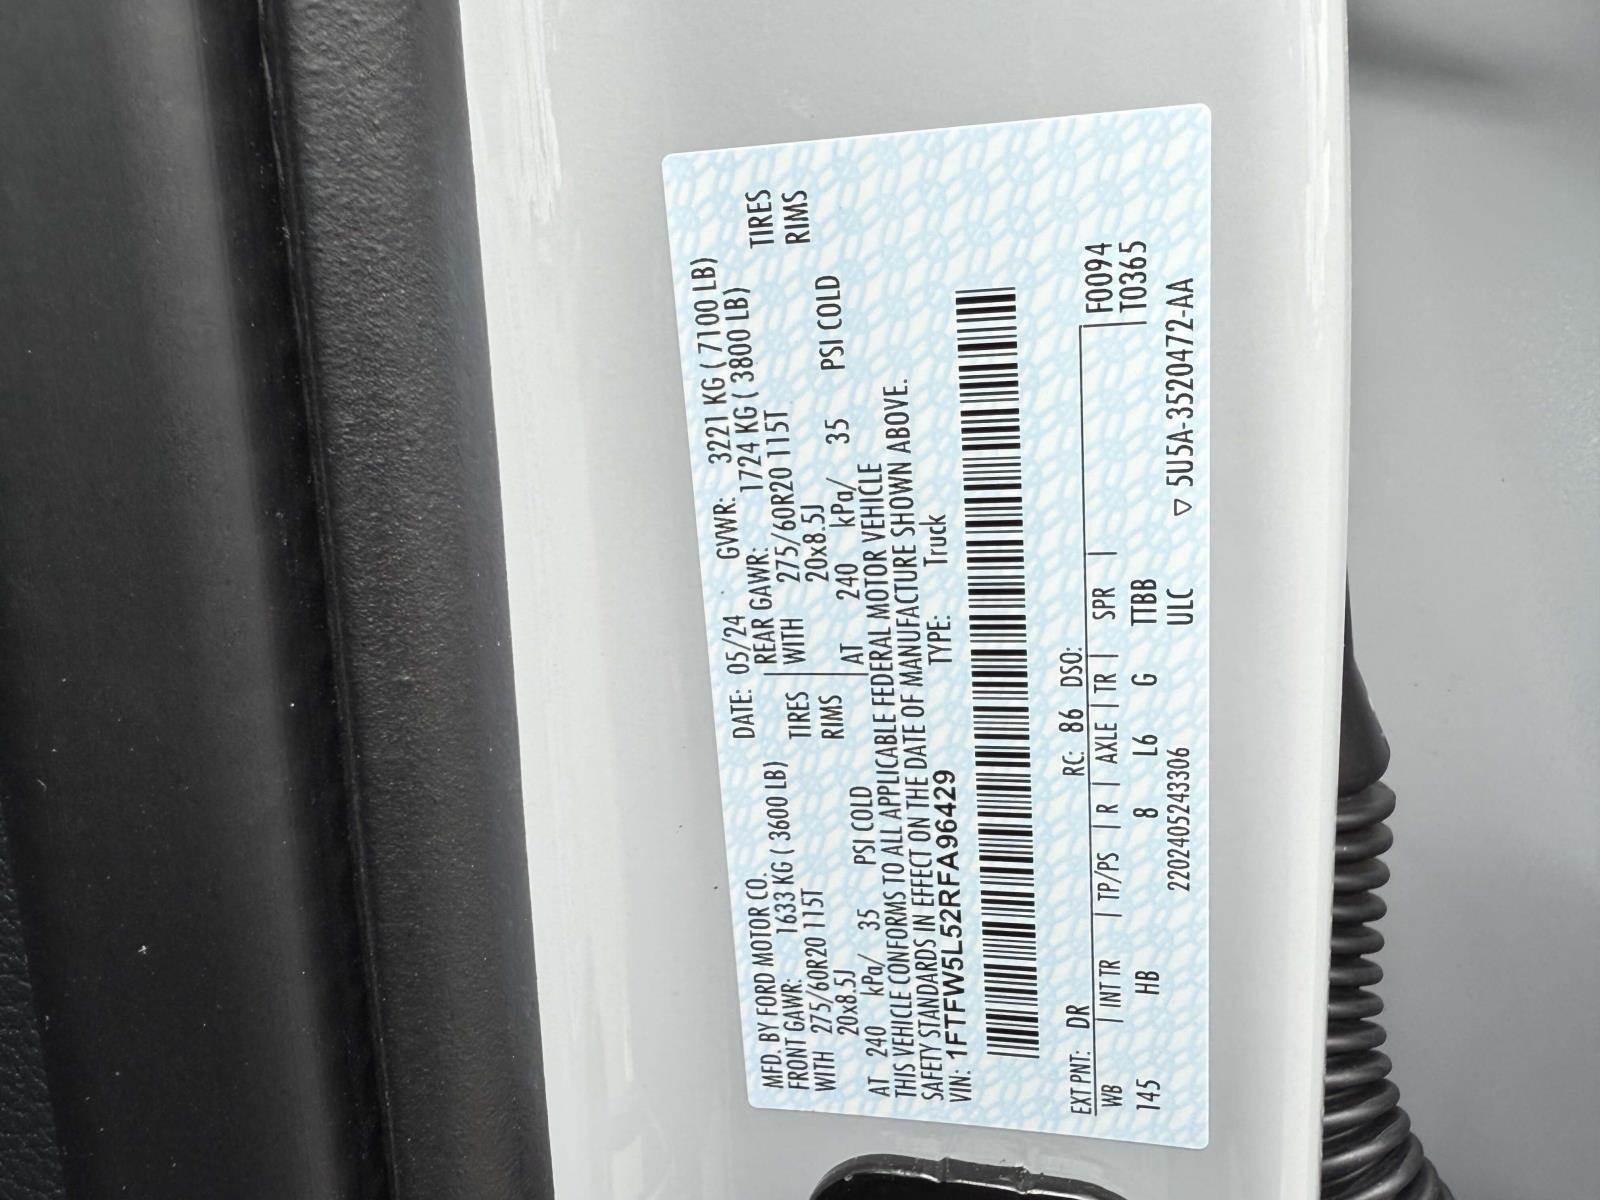 MFD. BY FORD MOTOR CO.
DATE: 05/24 GVWR: 3221 KG ( 7100 LB)
FRONT GAWR: 1633 KG ( 3600 LB) REAR GAWR: 1724 KG ( 3800 LB)
WITH 275/60R20 115T TIRES WITH 275/60R20 115T TIRES
20x8.5J RIMS 20x8.5J RIMS
AT 240 kPa/ 35 PSI COLD AT 240 kPa/ 35 PSI COLD
THIS VEHICLE CONFORMS TO ALL APPLICABLE FEDERAL MOTOR VEHICLE
SAFETY STANDARDS IN EFFECT ON THE DATE OF MANUFACTURE SHOWN ABOVE.
VIN: 1FTFW5L52RFA96429 TYPE: Truck
EXT PNT: DR RC: 86 DSO:
WB | INT TR | TP/PS | R | AXLE | TR | SPR | F0094
145 HB 8 L6 G TTBB T0365
2202405243306 ULC ▽ 5U5A-3520472-AA